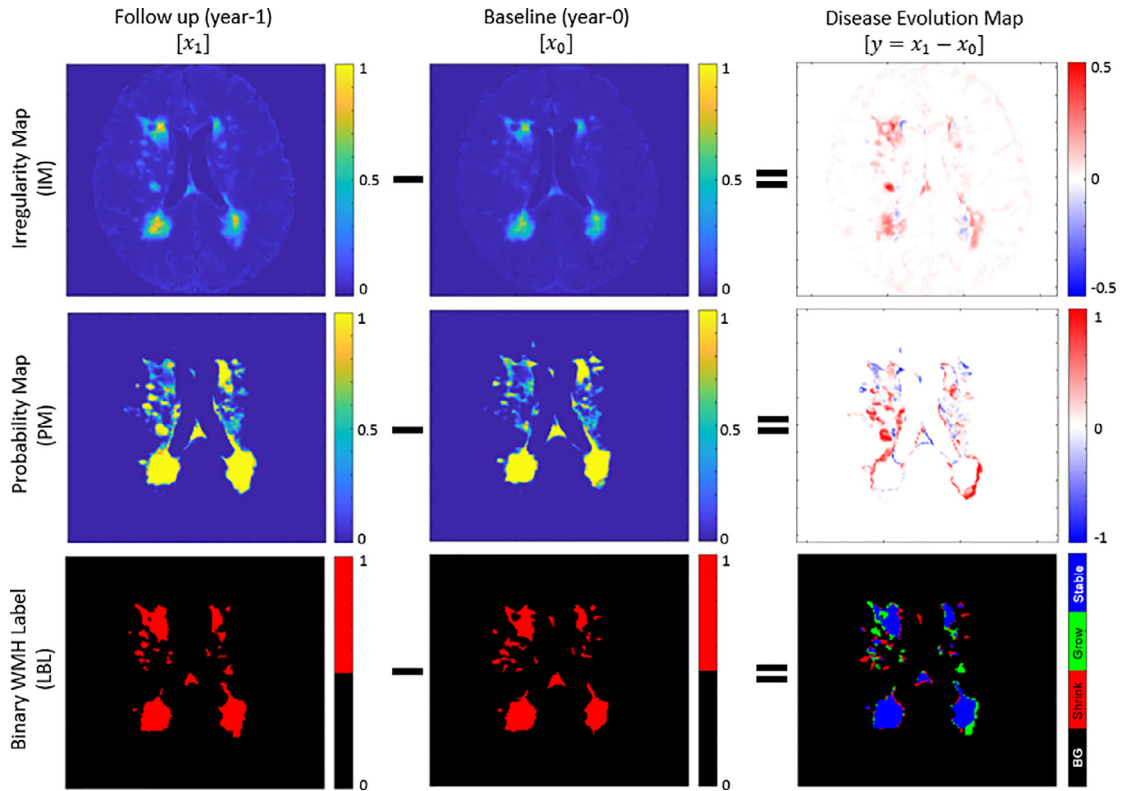 Follow up (year-1)
[x₁]
Baseline (year-0)
[x₀]
Disease Evolution Map
[y = x₁ − x₀]
Irregularity Map
(IM)
1
0.5
0
1
0.5
0
0.5
0
-0.5
Probability Map
(PM)
1
0.5
0
1
0.5
0
1
0
-1
Binary WMH Label
(LBL)
1
0
1
0
Stable
Grow
Shrink
BG